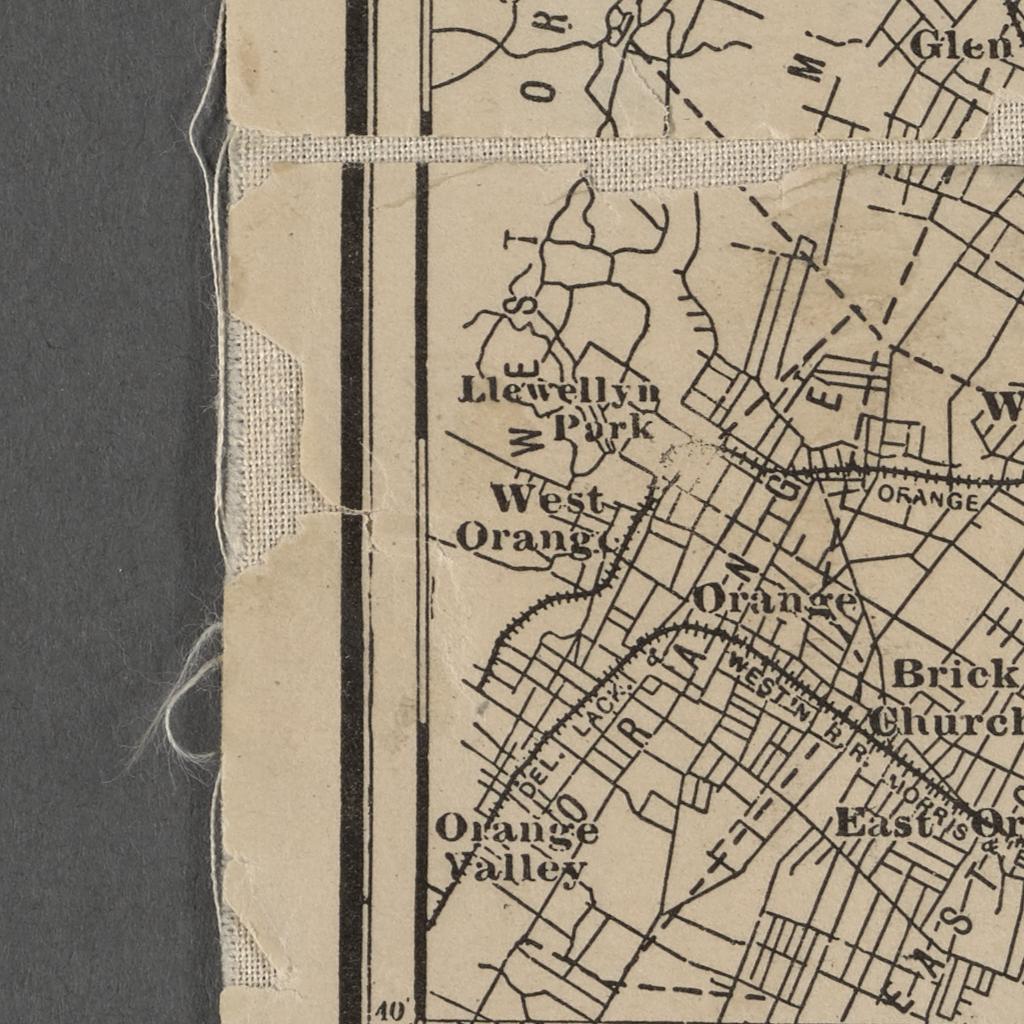 Glen
Llewellyn
Park
WEST
ORANGE
West
Orange
Orange
ORANGE
Brick
Church
DEL. LACK. & WEST'N R.R. MORRIS &
Orange
Valley
East Or
EAST
40'